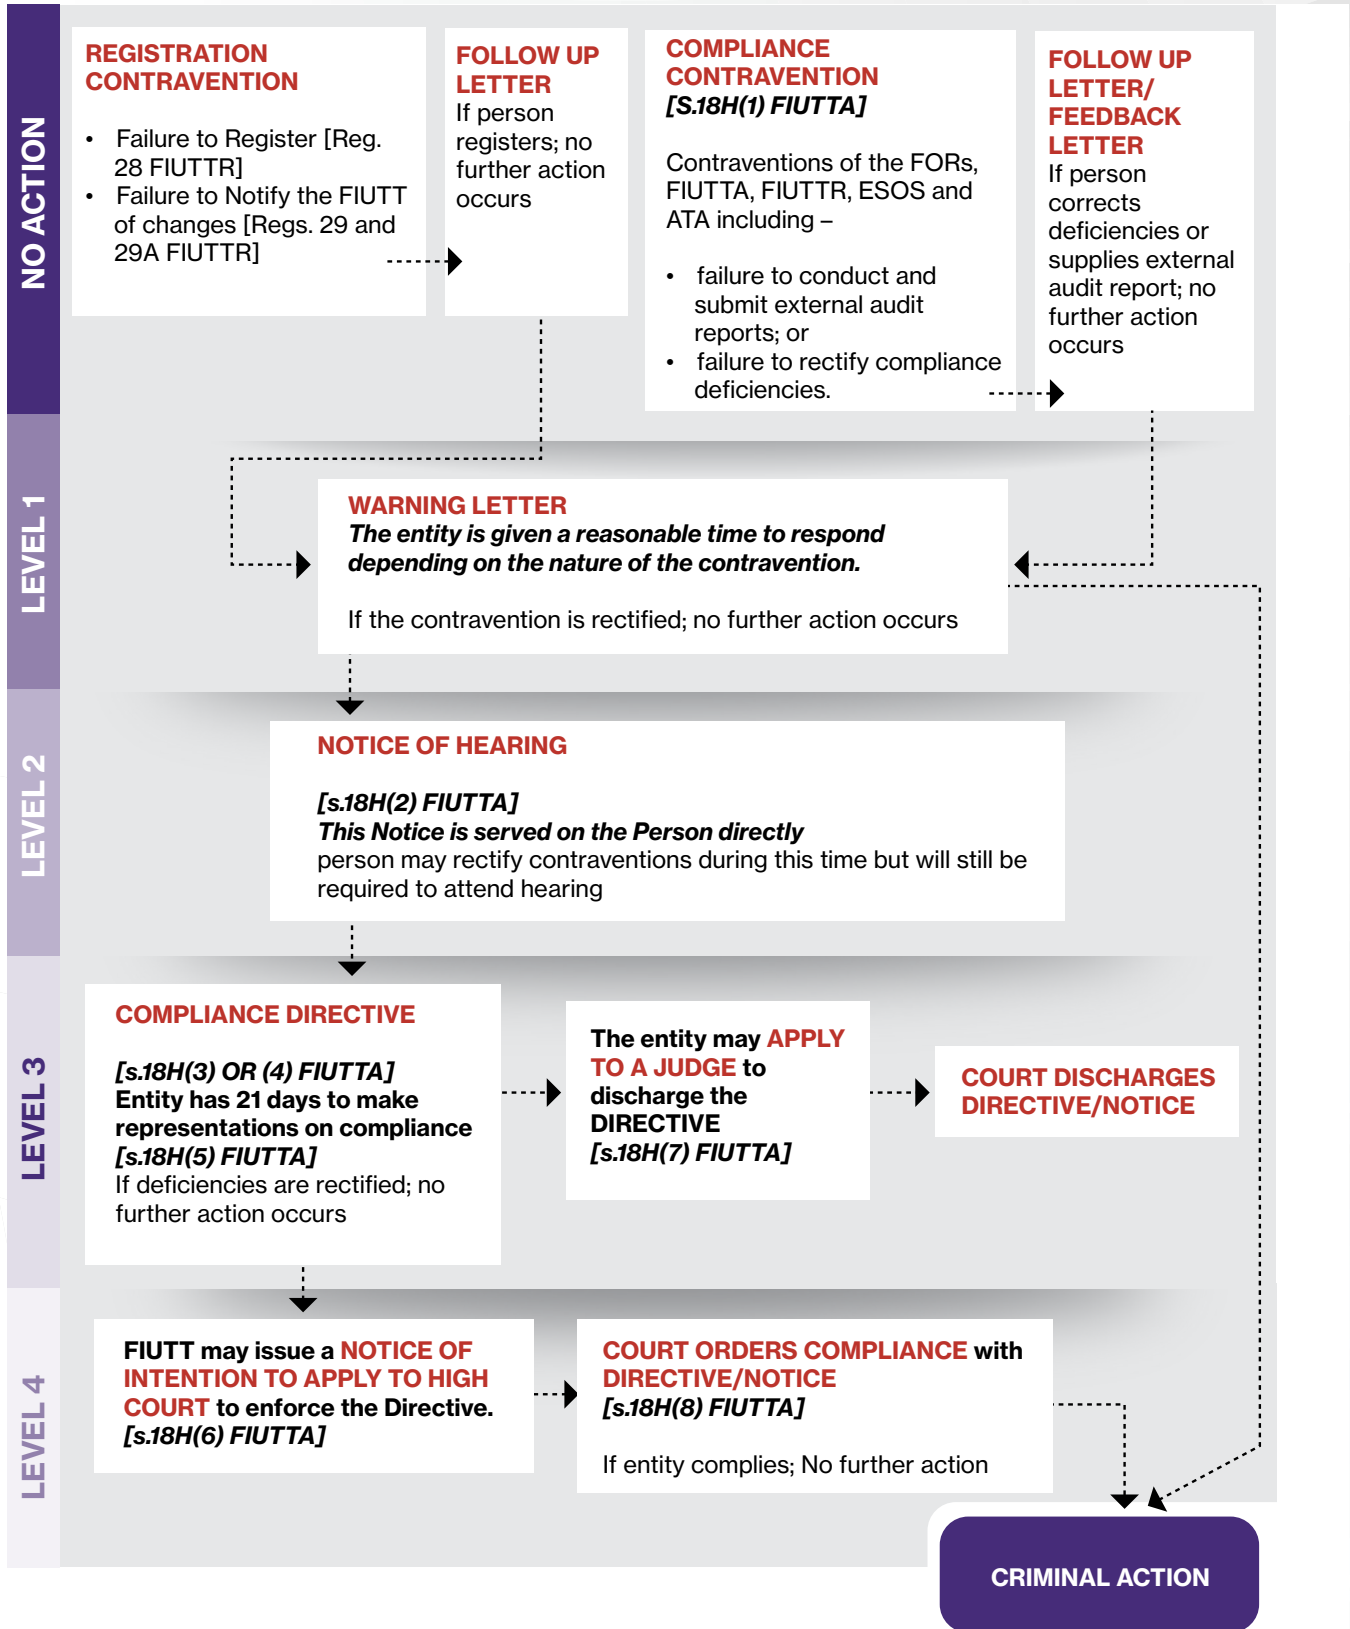 NO ACTION
REGISTRATION
CONTRAVENTION
• Failure to Register [Reg.
28 FIUTTR]
• Failure to Notify the FIUTT
of changes [Regs. 29 and
29A FIUTTR]
FOLLOW UP
LETTER
If person
registers; no
further action
occurs
COMPLIANCE
CONTRAVENTION
[S.18H(1) FIUTTA]
Contraventions of the FORs,
FIUTTA, FIUTTR, ESOS and
ATA including –
• failure to conduct and
submit external audit
reports; or
• failure to rectify compliance
deficiencies.
FOLLOW UP
LETTER/
FEEDBACK
LETTER
If person
corrects
deficiencies or
supplies external
audit report; no
further action
occurs
LEVEL 1
WARNING LETTER
The entity is given a reasonable time to respond
depending on the nature of the contravention.
If the contravention is rectified; no further action occurs
LEVEL 2
NOTICE OF HEARING
[s.18H(2) FIUTTA]
This Notice is served on the Person directly
person may rectify contraventions during this time but will still be
required to attend hearing
LEVEL 3
COMPLIANCE DIRECTIVE
[s.18H(3) OR (4) FIUTTA]
Entity has 21 days to make
representations on compliance
[s.18H(5) FIUTTA]
If deficiencies are rectified; no
further action occurs
The entity may APPLY
TO A JUDGE to
discharge the
DIRECTIVE
[s.18H(7) FIUTTA]
COURT DISCHARGES
DIRECTIVE/NOTICE
LEVEL 4
FIUTT may issue a NOTICE OF
INTENTION TO APPLY TO HIGH
COURT to enforce the Directive.
[s.18H(6) FIUTTA]
COURT ORDERS COMPLIANCE with
DIRECTIVE/NOTICE
[s.18H(8) FIUTTA]
If entity complies; No further action
CRIMINAL ACTION